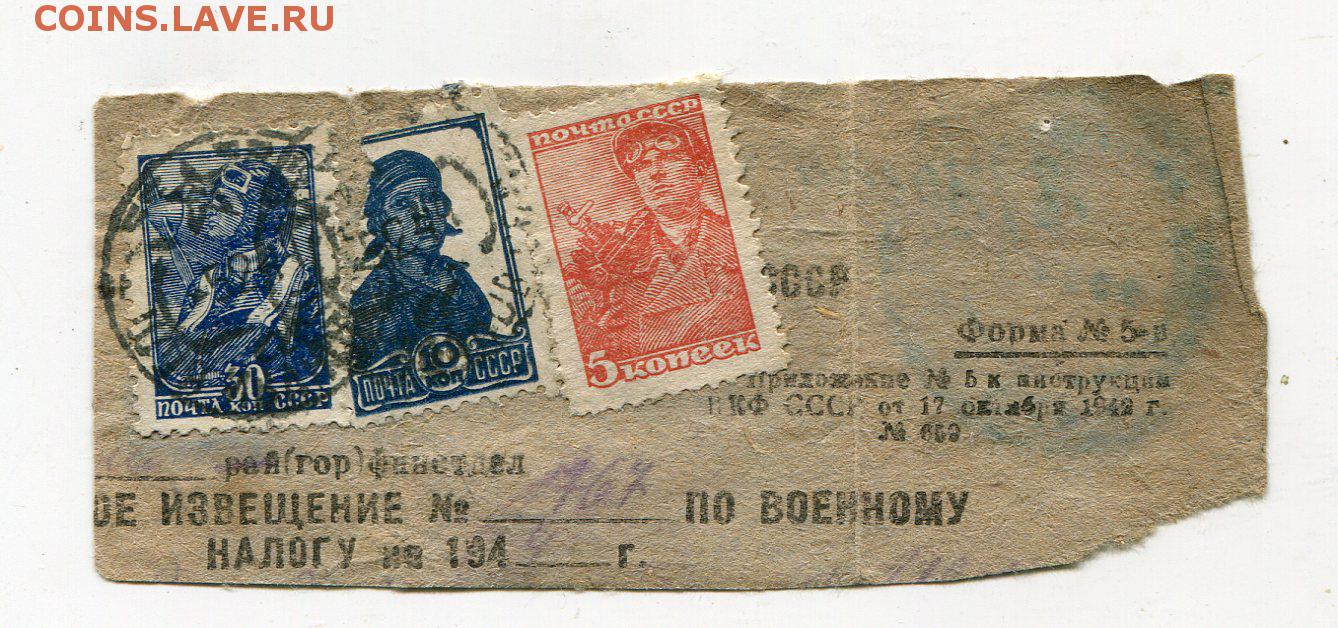 COINS.LAVE.RU
ПОЧТА СССР
5 КОПЕЕК
10 КОП
ПОЧТА СССР
30
ПОЧТА КОП СССР
СССР
Форма № 5-в
Приложение № 5 к инструкции
НКФ СССР от 17 октября 1942 г.
№ 659
рай(гор)финотдел
ОЕ ИЗВЕЩЕНИЕ № ПО ВОЕННОМУ
НАЛОГУ на 194 г.